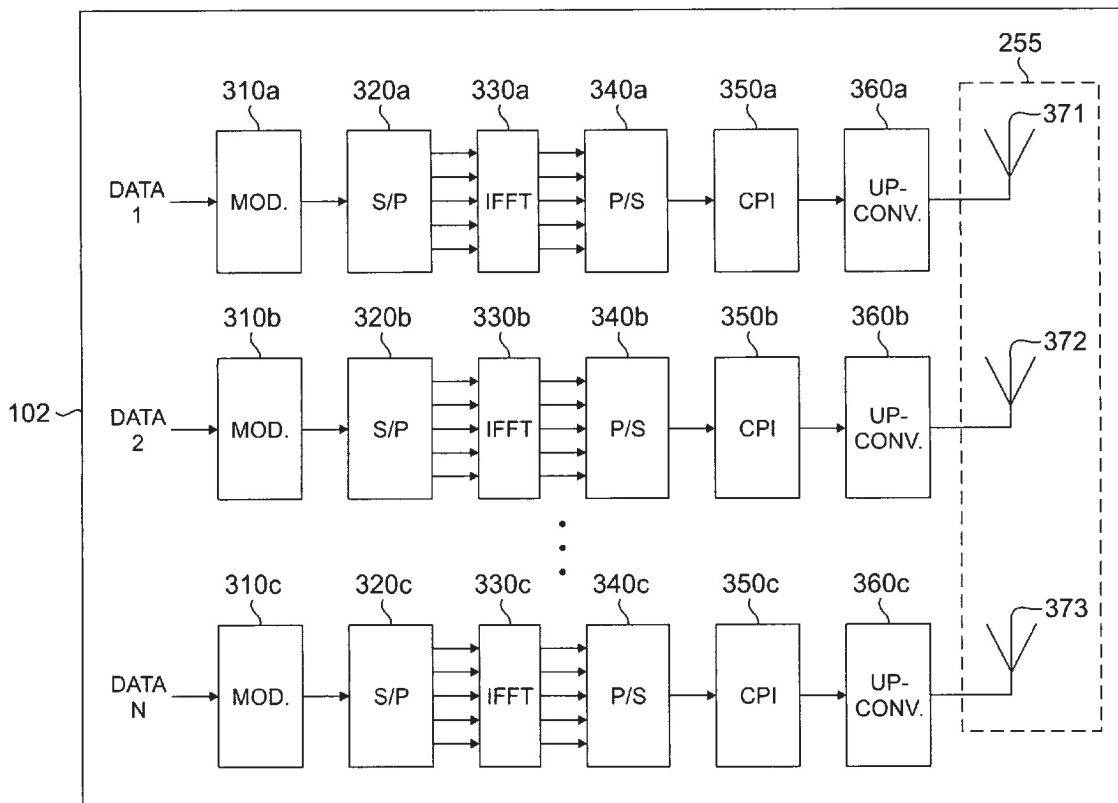 255
310a 320a 330a 340a 350a 360a 371
DATA 1 MOD. S/P IFFT P/S CPI UP-CONV.
310b 320b 330b 340b 350b 360b 372
102
DATA 2 MOD. S/P IFFT P/S CPI UP-CONV.
310c 320c 330c 340c 350c 360c 373
DATA N MOD. S/P IFFT P/S CPI UP-CONV.